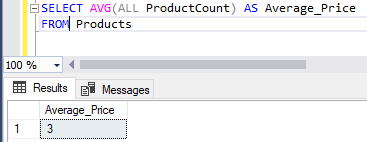 SELECT AVG(ALL ProductCount) AS Average_Price
FROM Products
100 %
Results Messages
Average_Price
1 3